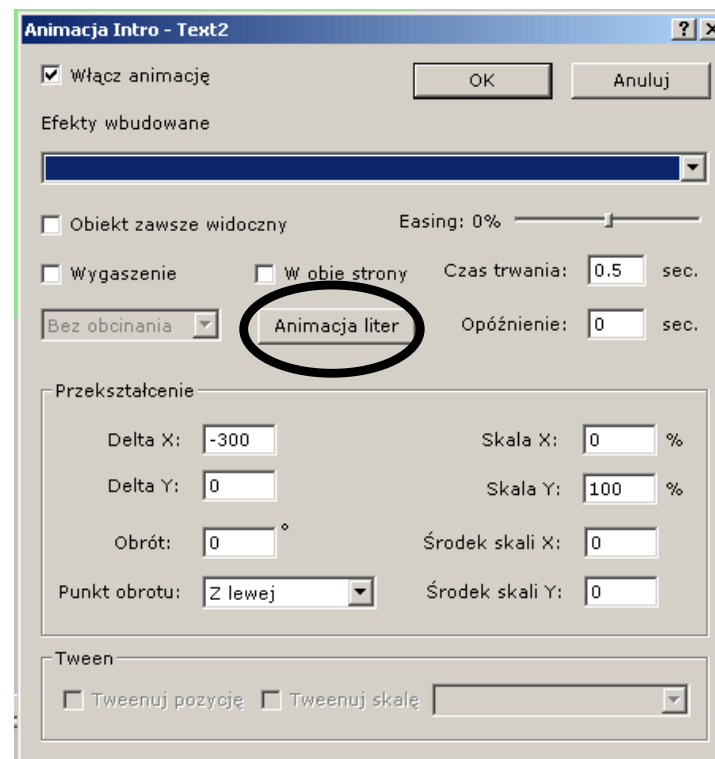 Animacja Intro - Text2
Włącz animację OK Anuluj
Efekty wbudowane
Obiekt zawsze widoczny Easing: 0%
Wygaszenie W obie strony Czas trwania: 0.5 sec.
Bez obcinania Animacja liter Opóźnienie: 0 sec.
Przekształcenie
Delta X: -300 Skala X: 0 %
Delta Y: 0 Skala Y: 100 %
Obrót: 0 ° Środek skali X: 0
Punkt obrotu: Z lewej Środek skali Y: 0
Tween
Tweenuj pozycję Tweenuj skalę